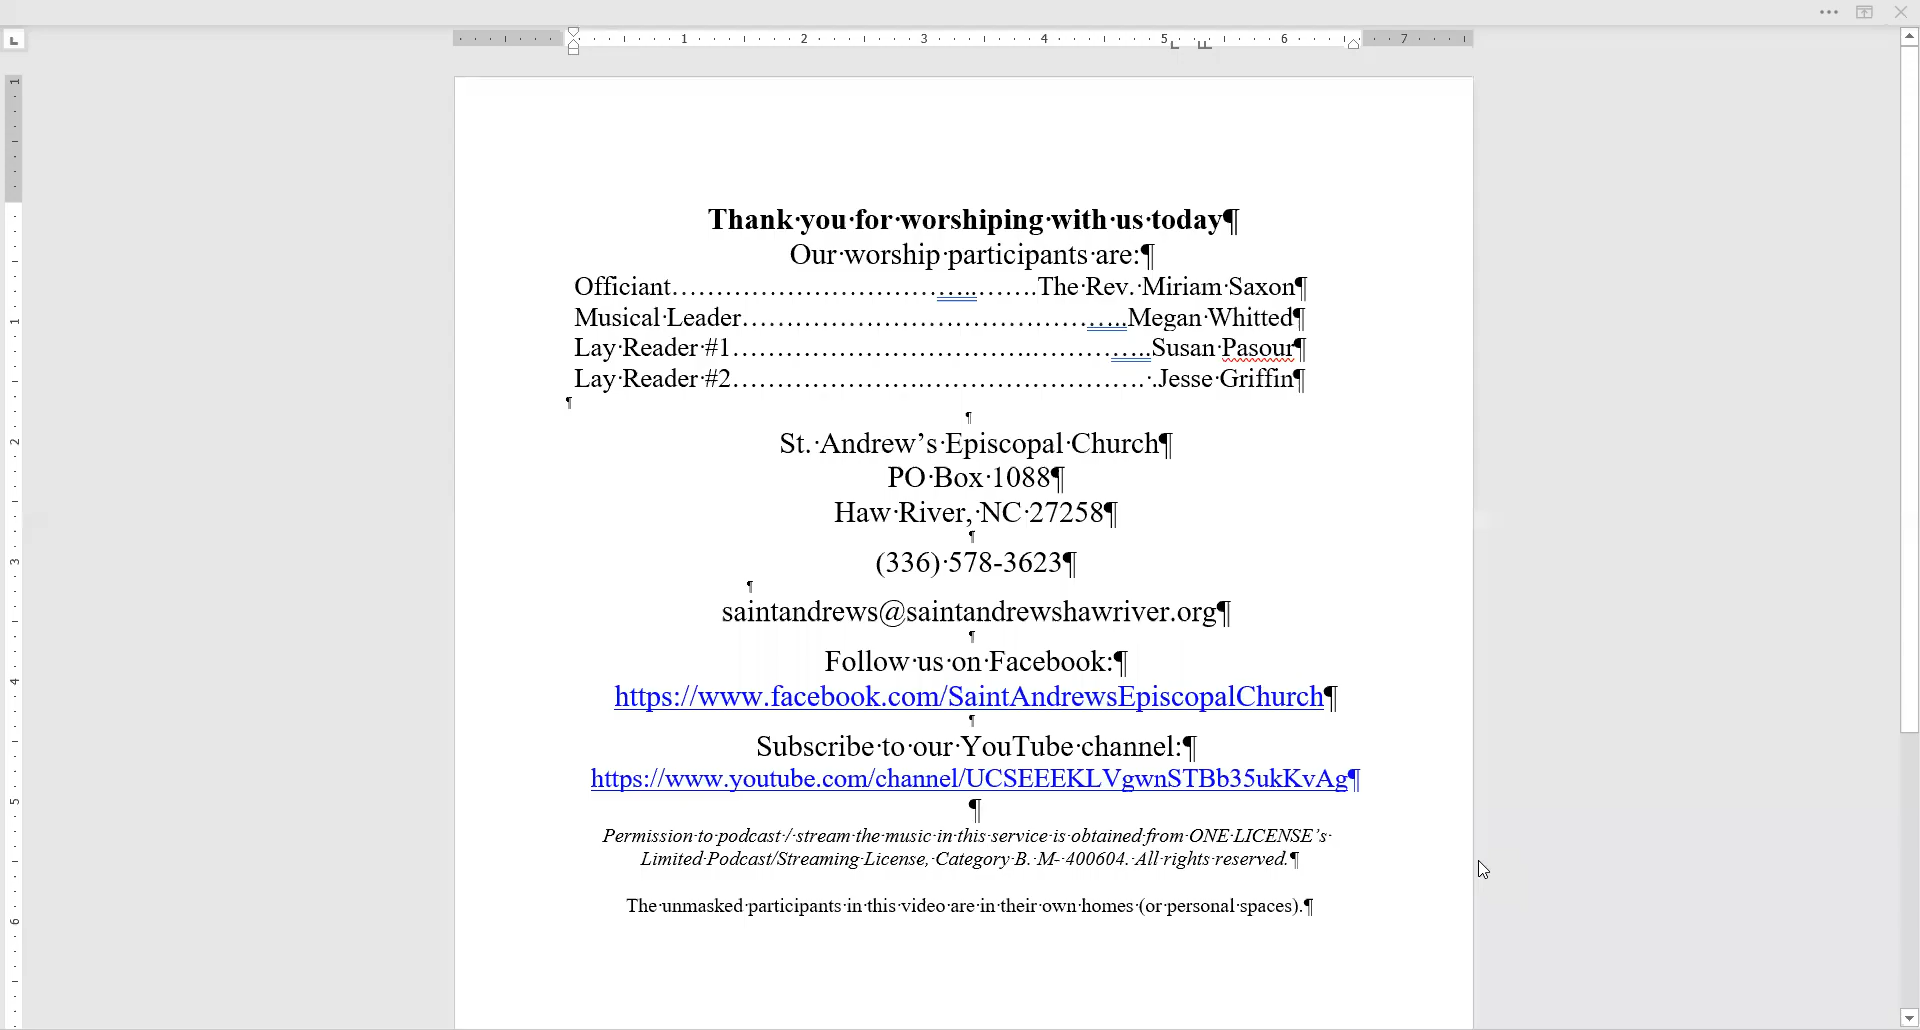 Thank you for worshiping with us today¶
Our worship participants are:¶
Officiant…………………………….…..…….The Rev. Miriam Saxon¶
Musical Leader…………………………………….…..Megan Whitted¶
Lay Reader #1…………………………….……….…..Susan Pasour¶
Lay Reader #2………………….……………………. .Jesse Griffin¶
¶
¶
St. Andrew’s Episcopal Church¶
PO Box 1088¶
Haw River, NC 27258¶
¶
(336) 578-3623¶
¶
saintandrews@saintandrewshawriver.org¶
¶
Follow us on Facebook:¶
https://www.facebook.com/SaintAndrewsEpiscopalChurch¶
¶
Subscribe to our YouTube channel:¶
https://www.youtube.com/channel/UCSEEEKLVgwnSTBb35ukKvAg¶
¶
Permission to podcast / stream the music in this service is obtained from ONE LICENSE’s
Limited Podcast/Streaming License, Category B. M- 400604. All rights reserved.¶
The unmasked participants in this video are in their own homes (or personal spaces).¶